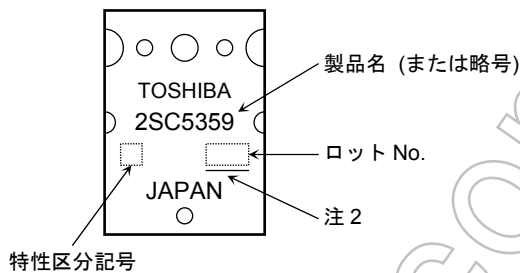 製品名 (または略号)
TOSHIBA
2SC5359
ロット No.
JAPAN
注 2
特性区分記号